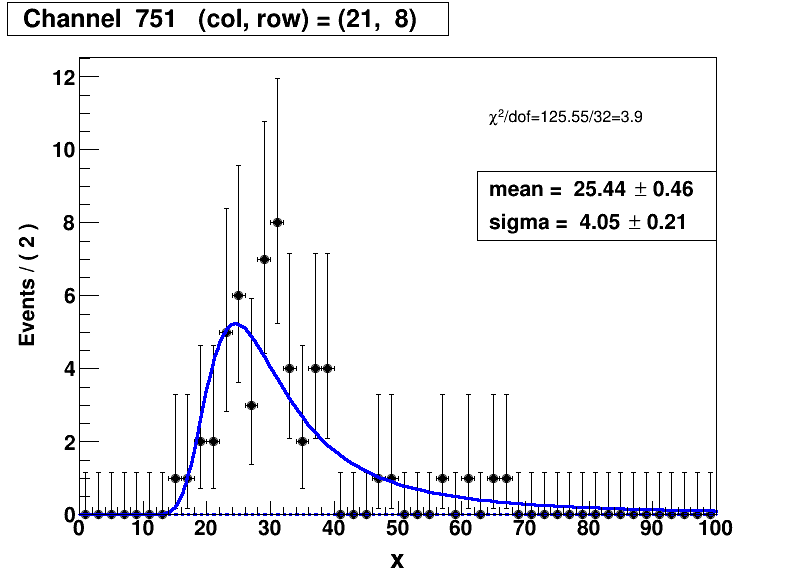 Channel 751 (col, row) = (21, 8)
χ²/dof=125.55/32=3.9
mean = 25.44 ± 0.46
sigma = 4.05 ± 0.21
Events / ( 2 )
12
10
8
6
4
2
0
0 10 20 30 40 50 60 70 80 90 100
x